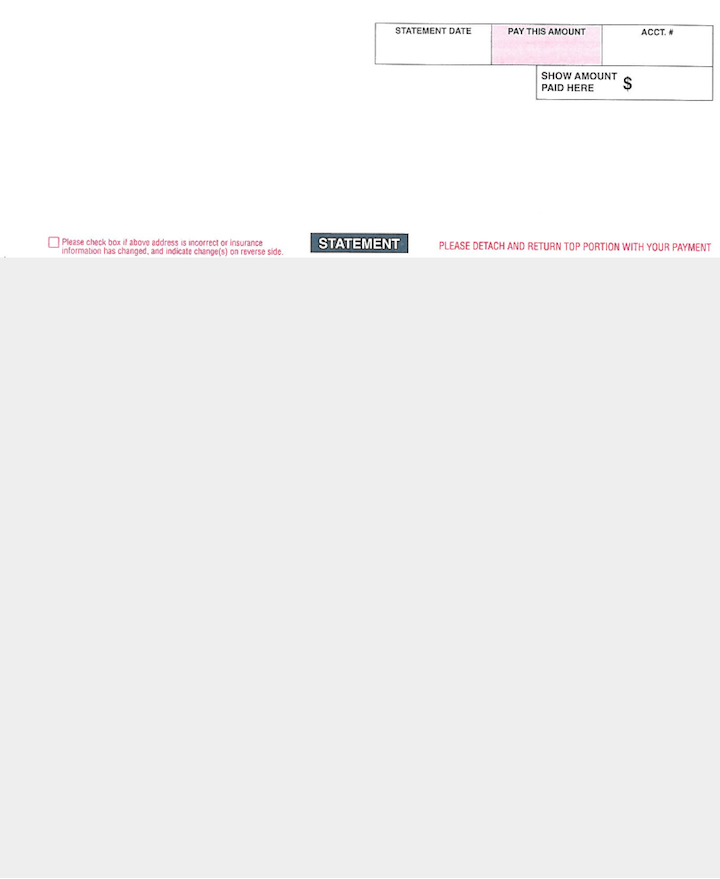 STATEMENT DATE PAY THIS AMOUNT ACCT. #
SHOW AMOUNT
PAID HERE $
Please check box if above address is incorrect or insurance
information has changed, and indicate change(s) on reverse side.
STATEMENT
PLEASE DETACH AND RETURN TOP PORTION WITH YOUR PAYMENT